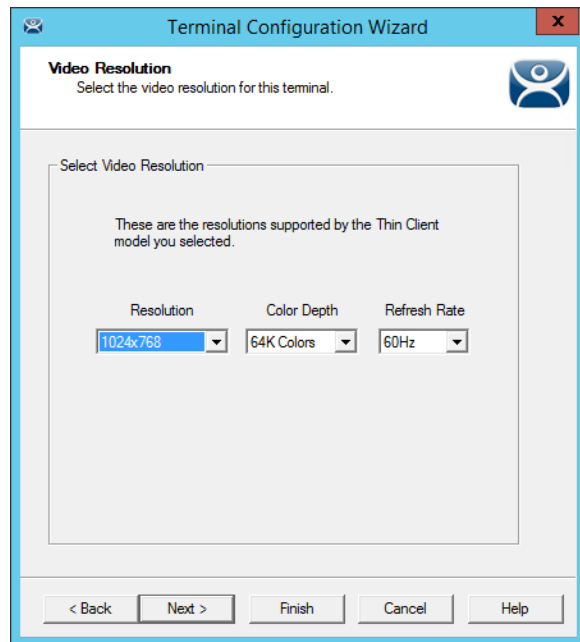 Terminal Configuration Wizard
x
Video Resolution
Select the video resolution for this terminal.
Select Video Resolution
These are the resolutions supported by the Thin Client
model you selected.
Resolution Color Depth Refresh Rate
1024x768 64K Colors 60Hz
< Back Next > Finish Cancel Help